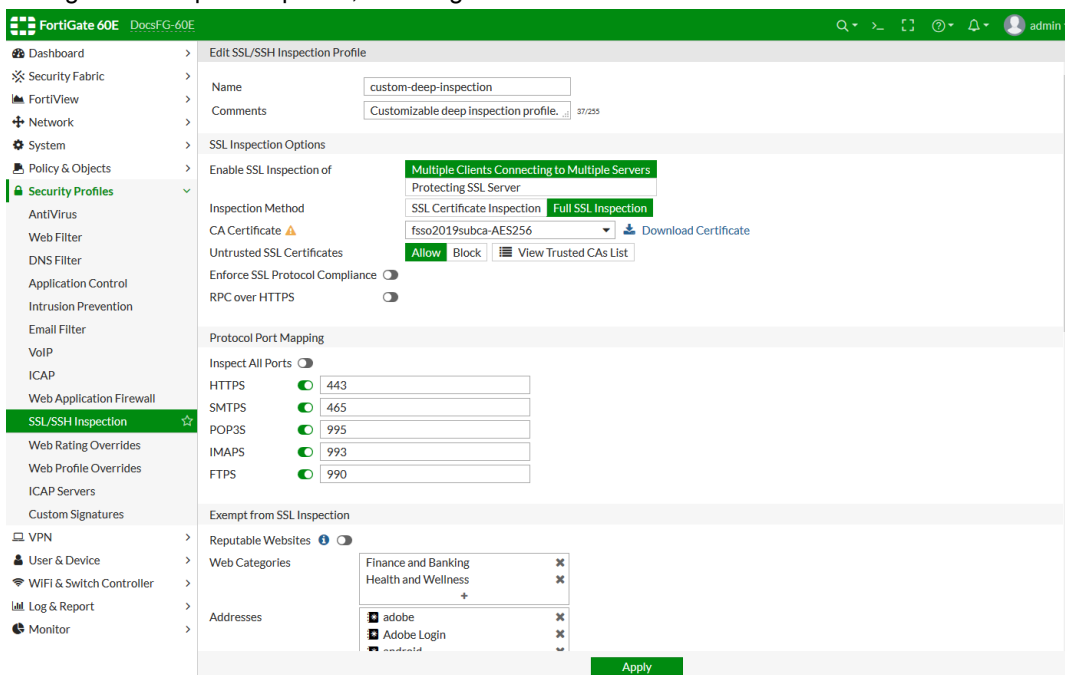 FortiGate 60E DocsFG-60E
admin
Dashboard
Security Fabric
FortiView
Network
System
Policy & Objects
Security Profiles
AntiVirus
Web Filter
DNS Filter
Application Control
Intrusion Prevention
Email Filter
VoIP
ICAP
Web Application Firewall
SSL/SSH Inspection
Web Rating Overrides
Web Profile Overrides
ICAP Servers
Custom Signatures
VPN
User & Device
WiFi & Switch Controller
Log & Report
Monitor
Edit SSL/SSH Inspection Profile
Name custom-deep-inspection
Comments Customizable deep inspection profile. 37/255
SSL Inspection Options
Enable SSL Inspection of Multiple Clients Connecting to Multiple Servers
Protecting SSL Server
Inspection Method SSL Certificate Inspection Full SSL Inspection
CA Certificate fsso2019subca-AES256 Download Certificate
Untrusted SSL Certificates Allow Block View Trusted CAs List
Enforce SSL Protocol Compliance
RPC over HTTPS
Protocol Port Mapping
Inspect All Ports
HTTPS 443
SMTPS 465
POP3S 995
IMAPS 993
FTPS 990
Exempt from SSL Inspection
Reputable Websites
Web Categories Finance and Banking
Health and Wellness
Addresses adobe
Adobe Login
android
Apply